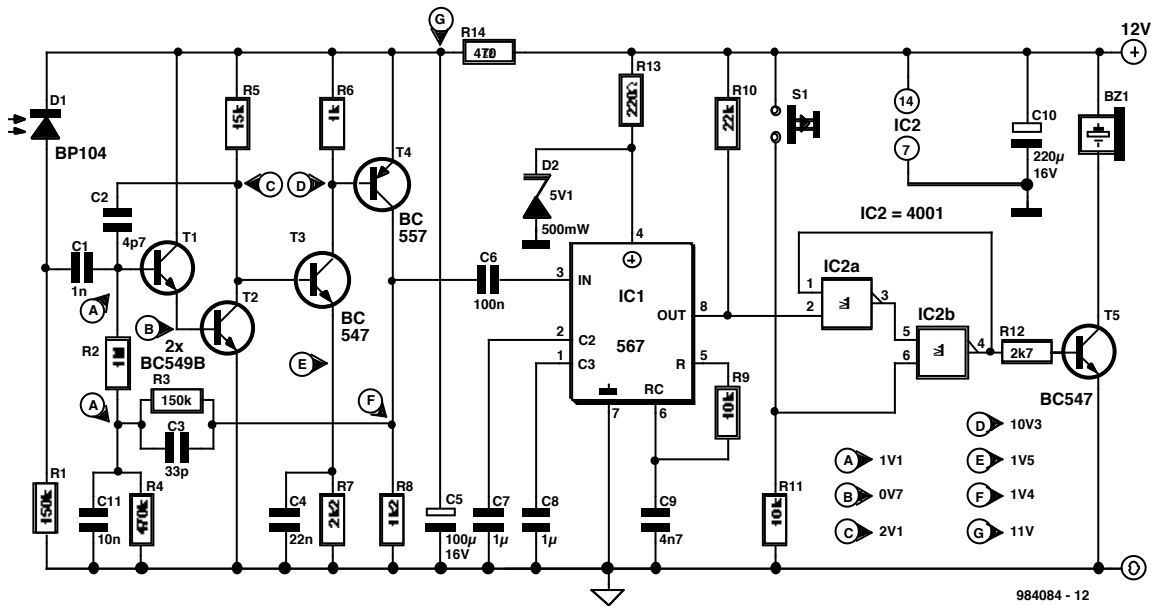 G
R14
470
12V
+
D1
BP104
R5
15k
R6
1k
T4
BC
557
R13
220Ω
R10
22k
S1
14
IC2
7
C10
220µ
16V
BZ1
C
D
D2
5V1
500mW
C2
4p7
C1
1n
T1
A
B
2x
BC549B
T2
T3
BC
547
C6
100n
4
3
IN
IC1
567
OUT
8
2
C2
1
C3
R
5
RC
7
6
IC2 = 4001
IC2a
1
2
≥1
3
IC2b
5
6
≥1
4
R12
2k7
T5
BC547
R2
1M
E
R3
150k
A
C3
33p
F
R9
10k
R1
150k
C11
10n
R4
470k
C4
22n
R7
2k2
R8
1k2
C5
100µ
16V
C7
1µ
C8
1µ
C9
4n7
R11
10k
A 1V1
B 0V7
C 2V1
D 10V3
E 1V5
F 1V4
G 11V
0
984084 - 12